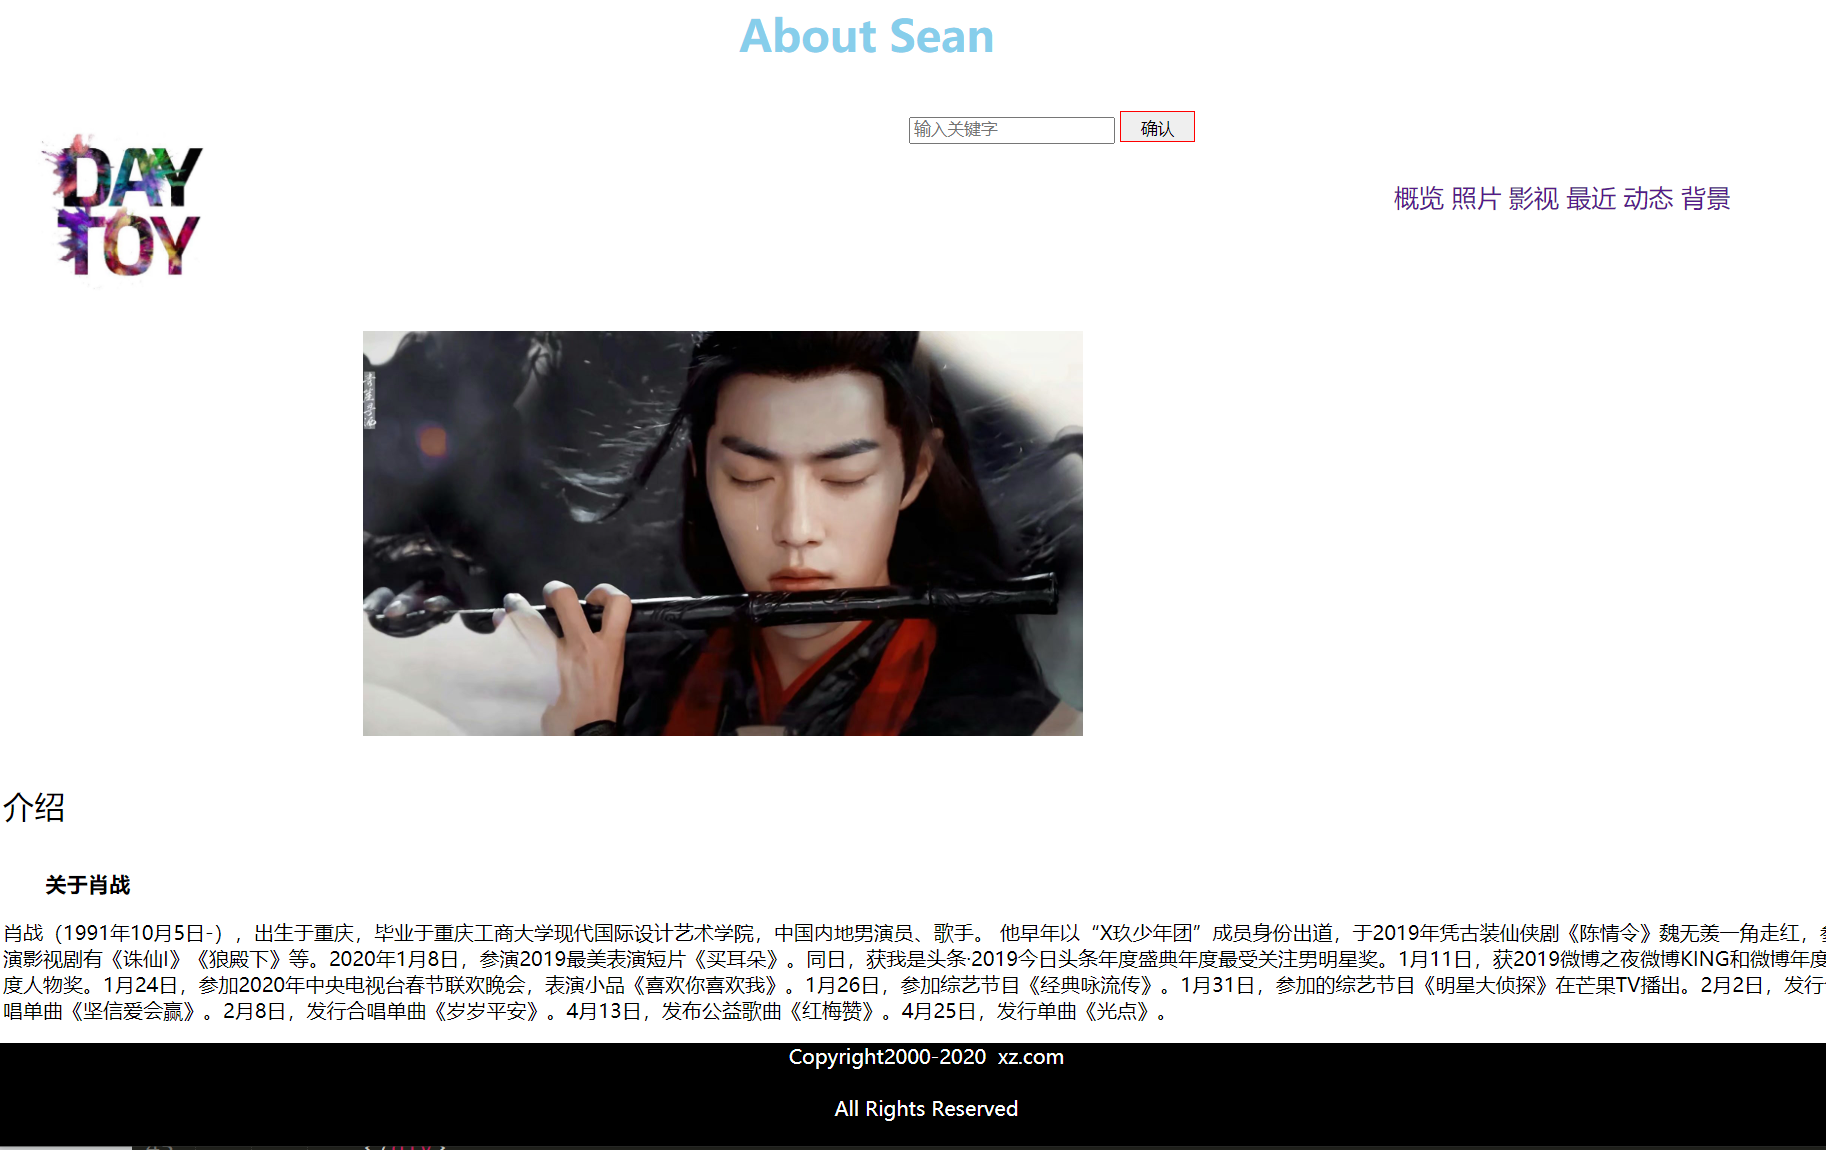 About Sean
输入关键字 确认
DAY
TOY
概览 照片 影视 最近 动态 背景
介绍
关于肖战
肖战（1991年10月5日-），出生于重庆，毕业于重庆工商大学现代国际设计艺术学院，中国内地男演员、歌手。 他早年以“X玖少年团”成员身份出道，于2019年凭古装仙侠剧《陈情令》魏无羡一角走红，
演影视剧有《诛仙I》《狼殿下》等。2020年1月8日，参演2019最美表演短片《买耳朵》。同日，获我是头条·2019今日头条年度盛典年度最受关注男明星奖。1月11日，获2019微博之夜微博KING和微博年度
度人物奖。1月24日，参加2020年中央电视台春节联欢晚会，表演小品《喜欢你喜欢我》。1月26日，参加综艺节目《经典咏流传》。1月31日，参加的综艺节目《明星大侦探》在芒果TV播出。2月2日，发行
唱单曲《坚信爱会赢》。2月8日，发行合唱单曲《岁岁平安》。4月13日，发布公益歌曲《红梅赞》。4月25日，发行单曲《光点》。
Copyright2000-2020 xz.com
All Rights Reserved